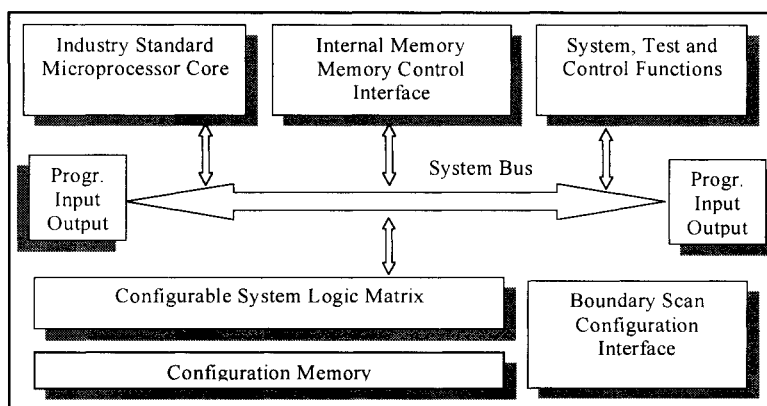 Industry Standard
Microprocessor Core
Internal Memory
Memory Control
Interface
System, Test and
Control Functions
System Bus
Progr.
Input
Output
Progr.
Input
Output
Configurable System Logic Matrix
Boundary Scan
Configuration
Interface
Configuration Memory